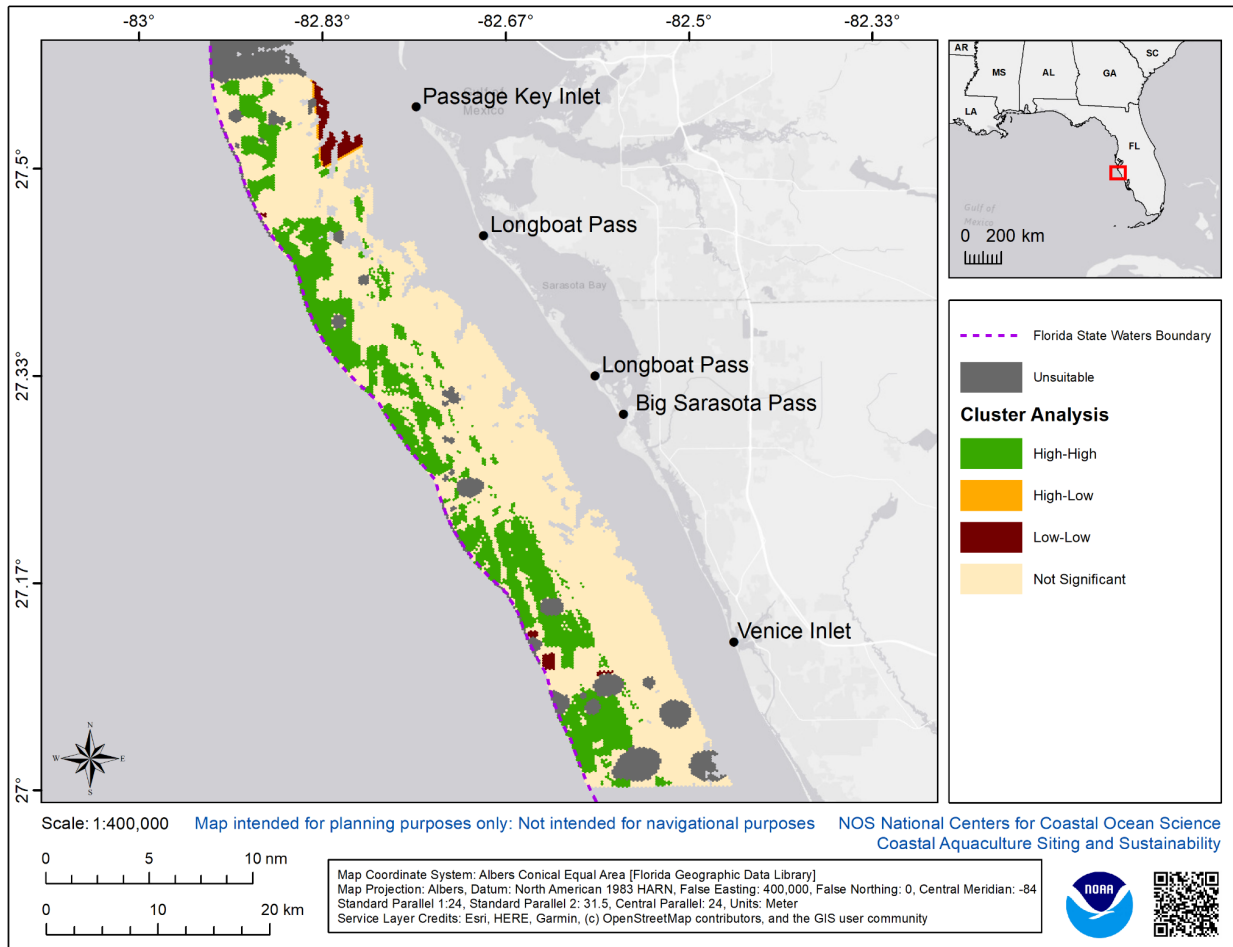 -83° -82.83° -82.67° -82.5° -82.33°
27.5°
27.33°
27.17°
27°
Gulf of
Mexico
Passage Key Inlet
Longboat Pass
Sarasota Bay
Longboat Pass
Big Sarasota Pass
Venice Inlet
N
W E
S
AR
SC
MS AL GA
LA
FL
Gulf of
Mexico
0 200 km
Florida State Waters Boundary
Unsuitable
Cluster Analysis
High-High
High-Low
Low-Low
Not Significant
Scale: 1:400,000 Map intended for planning purposes only: Not intended for navigational purposes
NOS National Centers for Coastal Ocean Science
Coastal Aquaculture Siting and Sustainability
0 5 10 nm
0 10 20 km
Map Coordinate System: Albers Conical Equal Area [Florida Geographic Data Library]
Map Projection: Albers, Datum: North American 1983 HARN, False Easting: 400,000, False Northing: 0, Central Meridian: -84
Standard Parallel 1:24, Standard Parallel 2: 31.5, Central Parallel: 24, Units: Meter
Service Layer Credits: Esri, HERE, Garmin, (c) OpenStreetMap contributors, and the GIS user community
NOAA